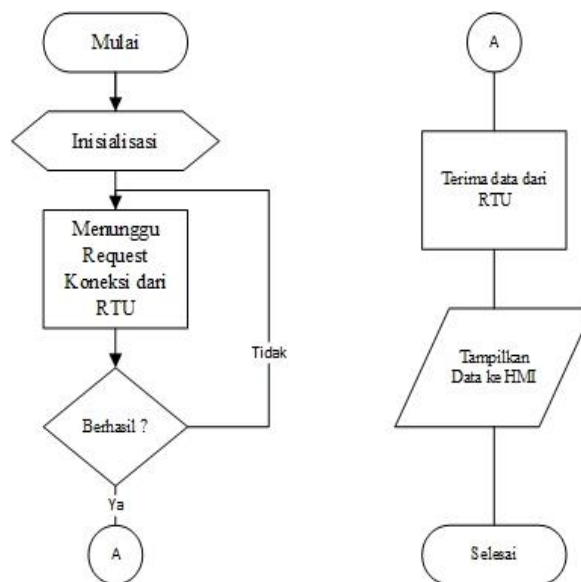 Mulai
Inisialisasi
Menunggu
Request
Koneksi dari
RTU
Tidak
Berhasil ?
Ya
A
A
Terima data dari
RTU
Tampilkan
Data ke HMI
Selesai